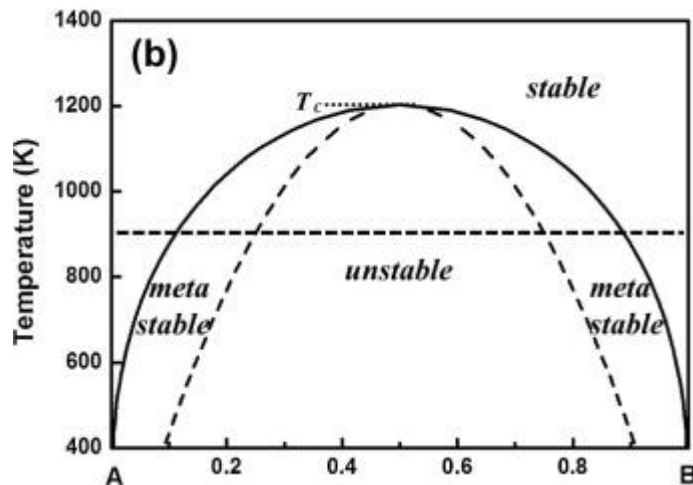 1400
(b)
stable
T c
1200
1000
Temperature (K)
800
unstable
meta
stable
meta
stable
600
400
A
0.2
0.4
0.6
0.8
B